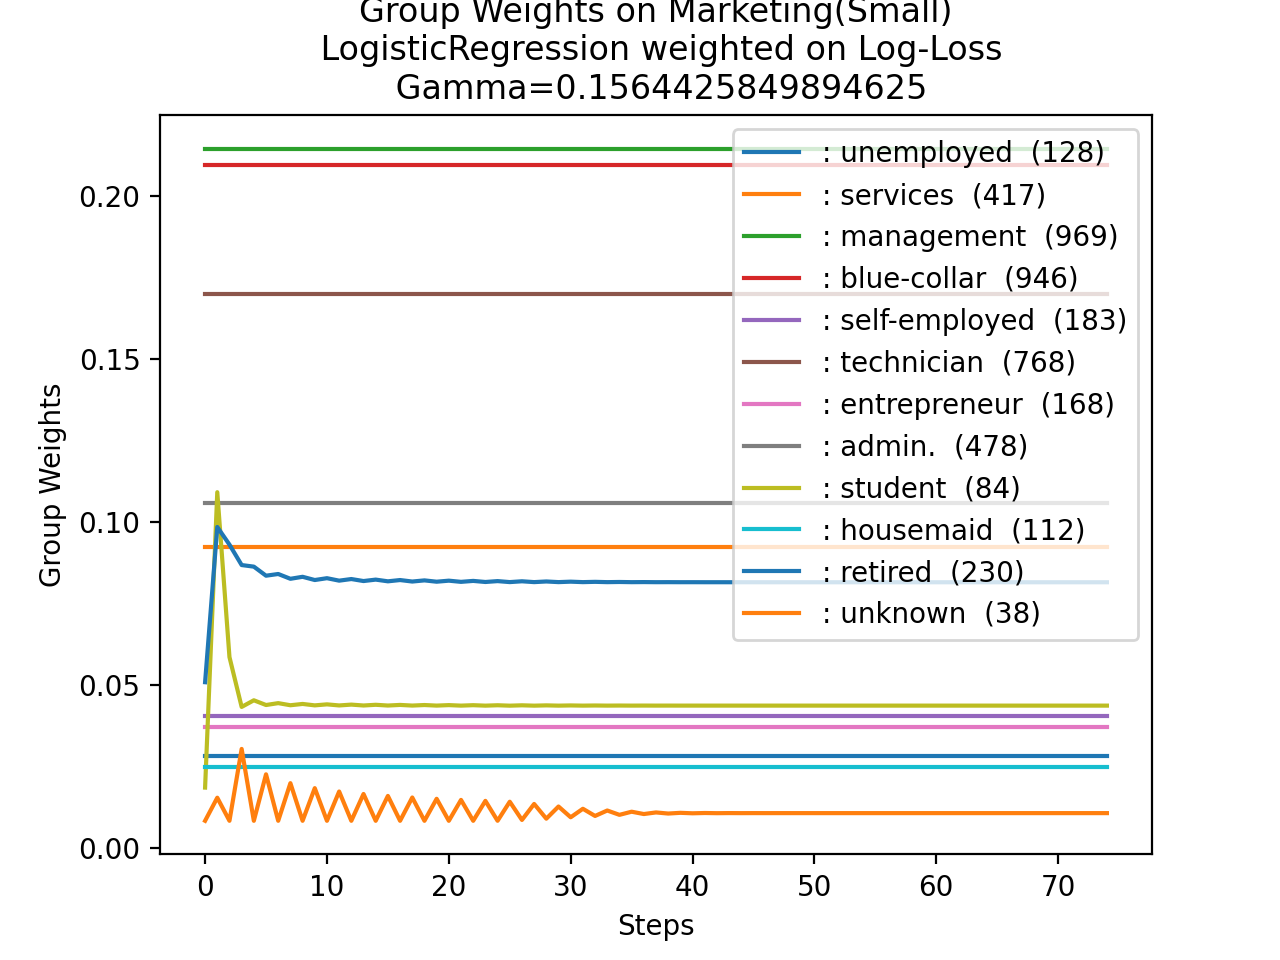 Group Weights on Marketing(Small)
LogisticRegression weighted on Log-Loss
Gamma=0.1564425849894625
: unemployed (128)
: services (417)
: management (969)
: blue-collar (946)
: self-employed (183)
: technician (768)
: entrepreneur (168)
: admin. (478)
: student (84)
: housemaid (112)
: retired (230)
: unknown (38)
Group Weights
0.20
0.15
0.10
0.05
0.00
0 10 20 30 40 50 60 70
Steps